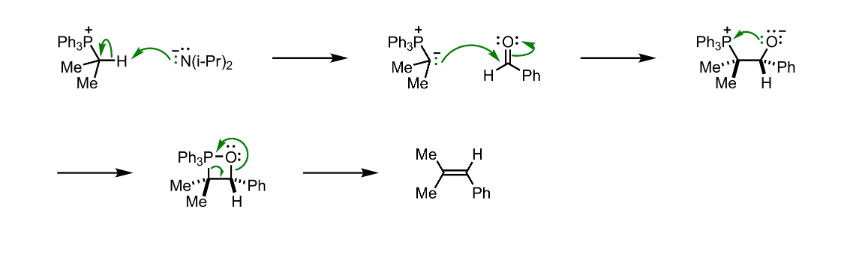 Ph3P+ Me Me H −:N(i-Pr)2
Ph3P+ Me Me C:− :O: H Ph
Ph3P+ :O:− Me Me Ph H
Ph3P-O: Me Me Ph H
Me H Me Ph